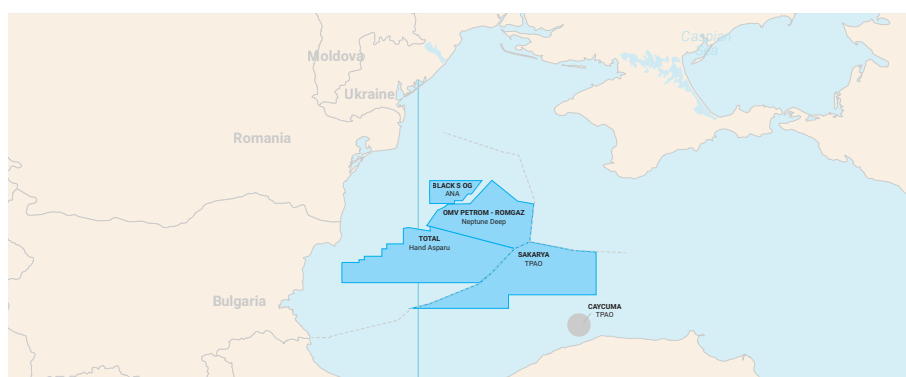 Caspian
Sea
Moldova
Ukraine
Romania
BLACK S OG
ANA
OMV PETROM - ROMGAZ
Neptune Deep
TOTAL
Hand Asparu
SAKARYA
TPAO
Bulgaria
CAYCUMA
TPAO